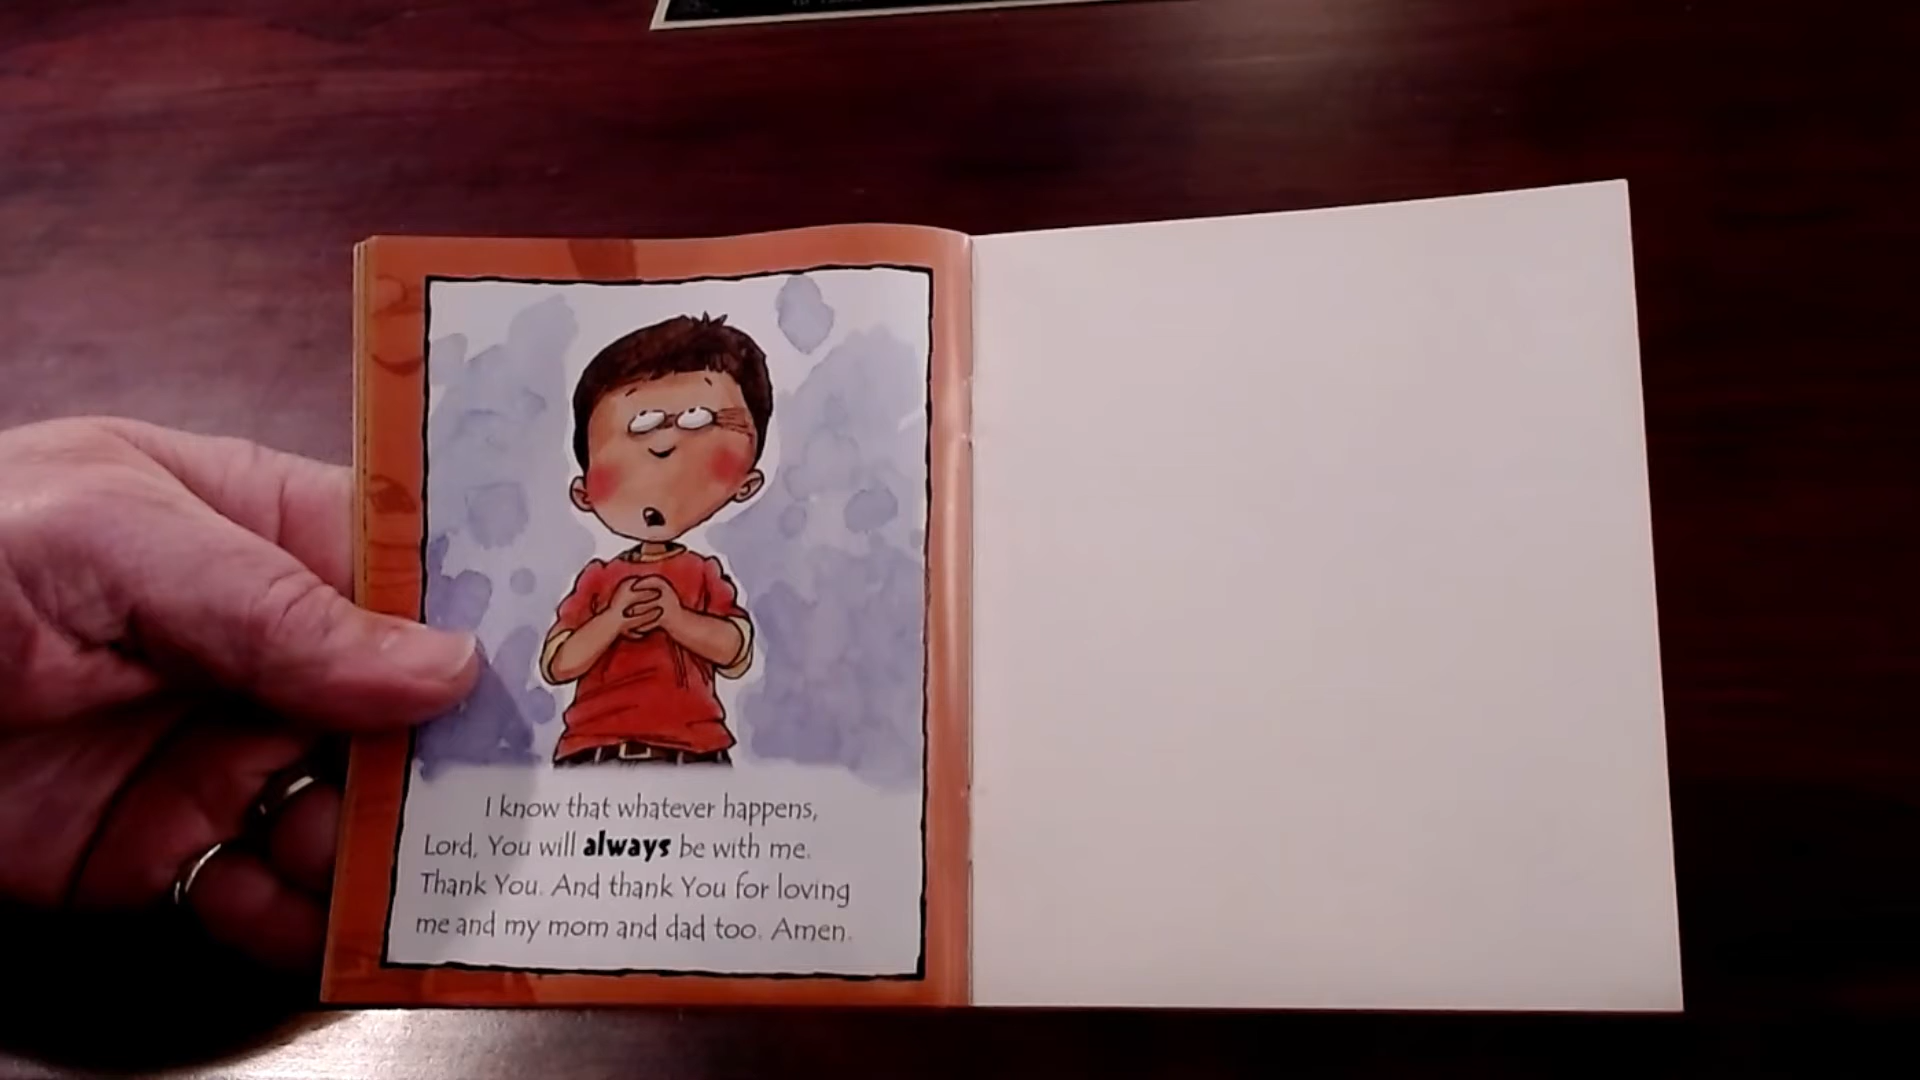 I know that whatever happens,
Lord, You will always be with me.
Thank You. And thank You for loving
me and my mom and dad too. Amen.